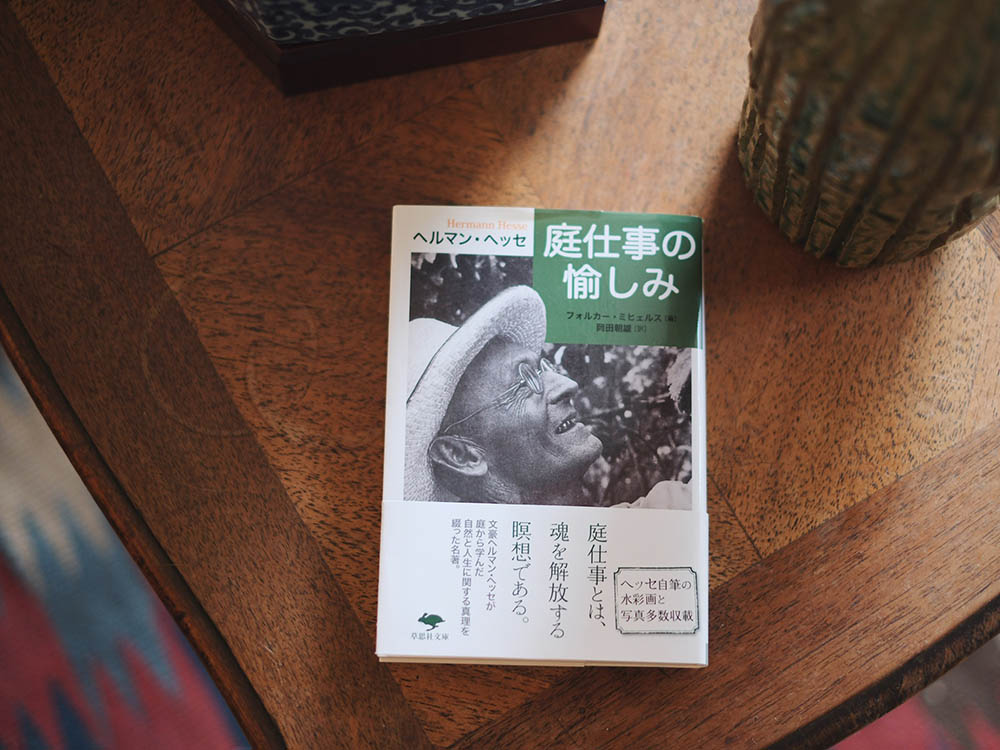 Hermann Hesse
ヘルマン・ヘッセ
庭仕事の
愉しみ
フォルカー・ミヒェルス[編]
岡田朝雄[訳]
庭仕事とは、
魂を解放する
瞑想である。
文豪ヘルマン・ヘッセが
庭から学んだ
自然と人生に関する真理を
綴った名著。
ヘッセ自筆の
水彩画と
写真多数収載
草思社文庫